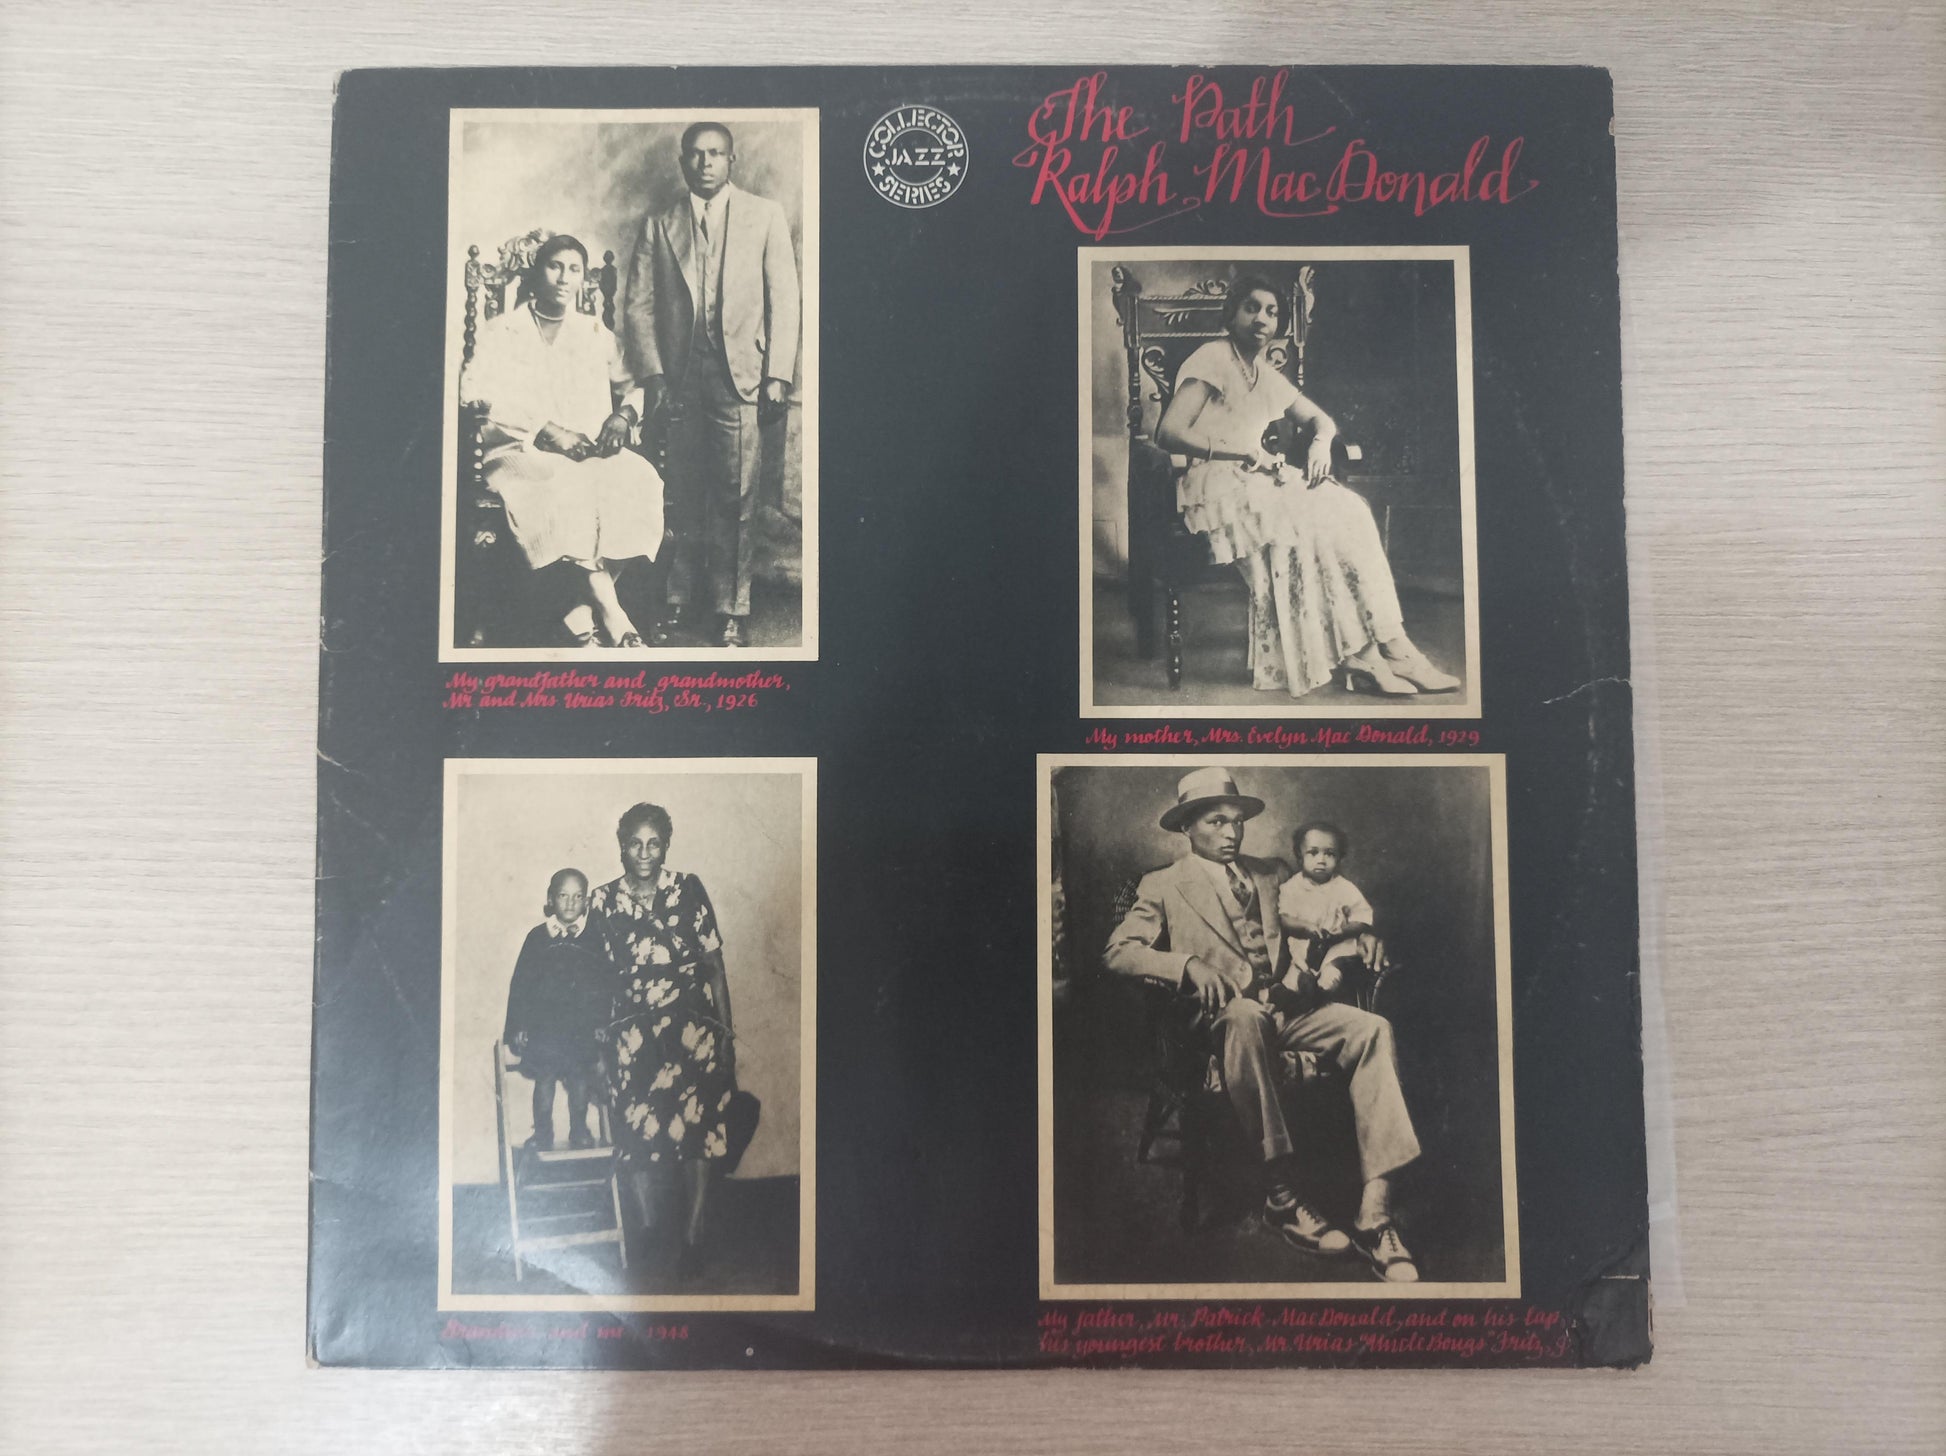 COLLECTOR
JAZZ
SERIES
The Path
Ralph MacDonald
My grandfather and grandmother,
Mr and Mrs Urias Fritz, Sr., 1926
My mother, Mrs. Evelyn MacDonald, 1929
and me 1948
My father, Mr. Patrick MacDonald, and on his lap,
his youngest brother, Mr. Urias "Uncle Bougs" Fritz, J